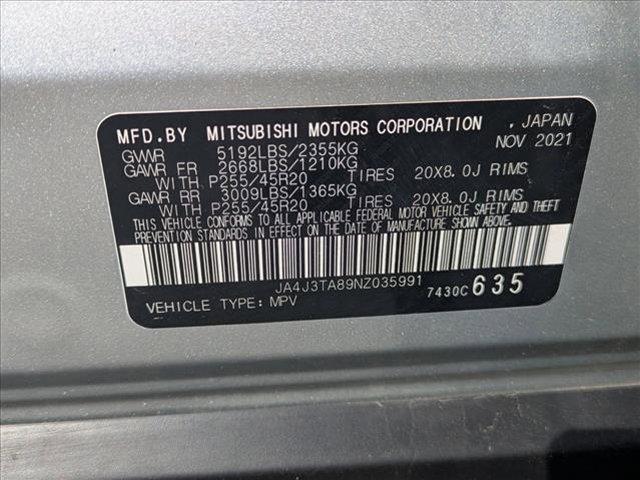 MFD.BY MITSUBISHI MOTORS CORPORATION , JAPAN
GWWR 5192LBS/2355KG NOV 2021
GAWR FR 2668LBS/1210KG
WITH P255/45R20 TIRES 20X8.0J RIMS
GAWR RR 3009LBS/1365KG
WITH P255/45R20 TIRES 20X8.0J RIMS
THIS VEHICLE CONFORMS TO ALL APPLICABLE FEDERAL MOTOR VEHICLE SAFETY AND THEFT
PREVENTION STANDARDS IN EFFECT ON THE DATE OF MANUFACTURE SHOWN ABOVE.
JA4J3TA89NZ035991
VEHICLE TYPE: MPV 7430C 635